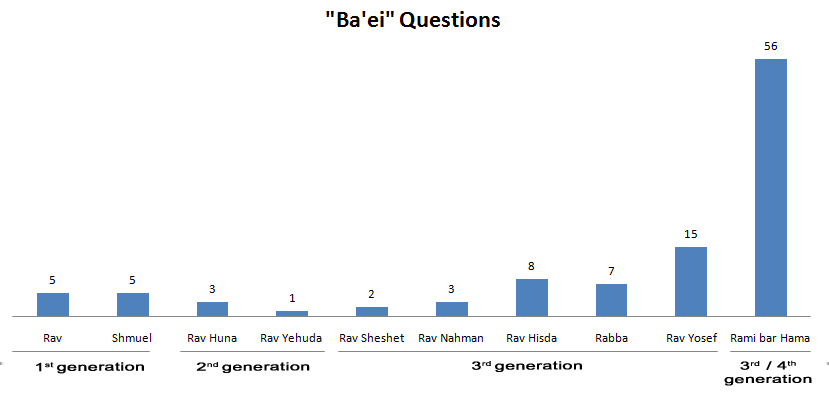 "Ba'ei" Questions
56
15
8
7
5
5
3
3
2
1
Rav Shmuel Rav Huna Rav Yehuda Rav Sheshet Rav Nahman Rav Hisda Rabba Rav Yosef Rami bar Hama
1st generation 2nd generation 3rd generation 3rd / 4th
generation